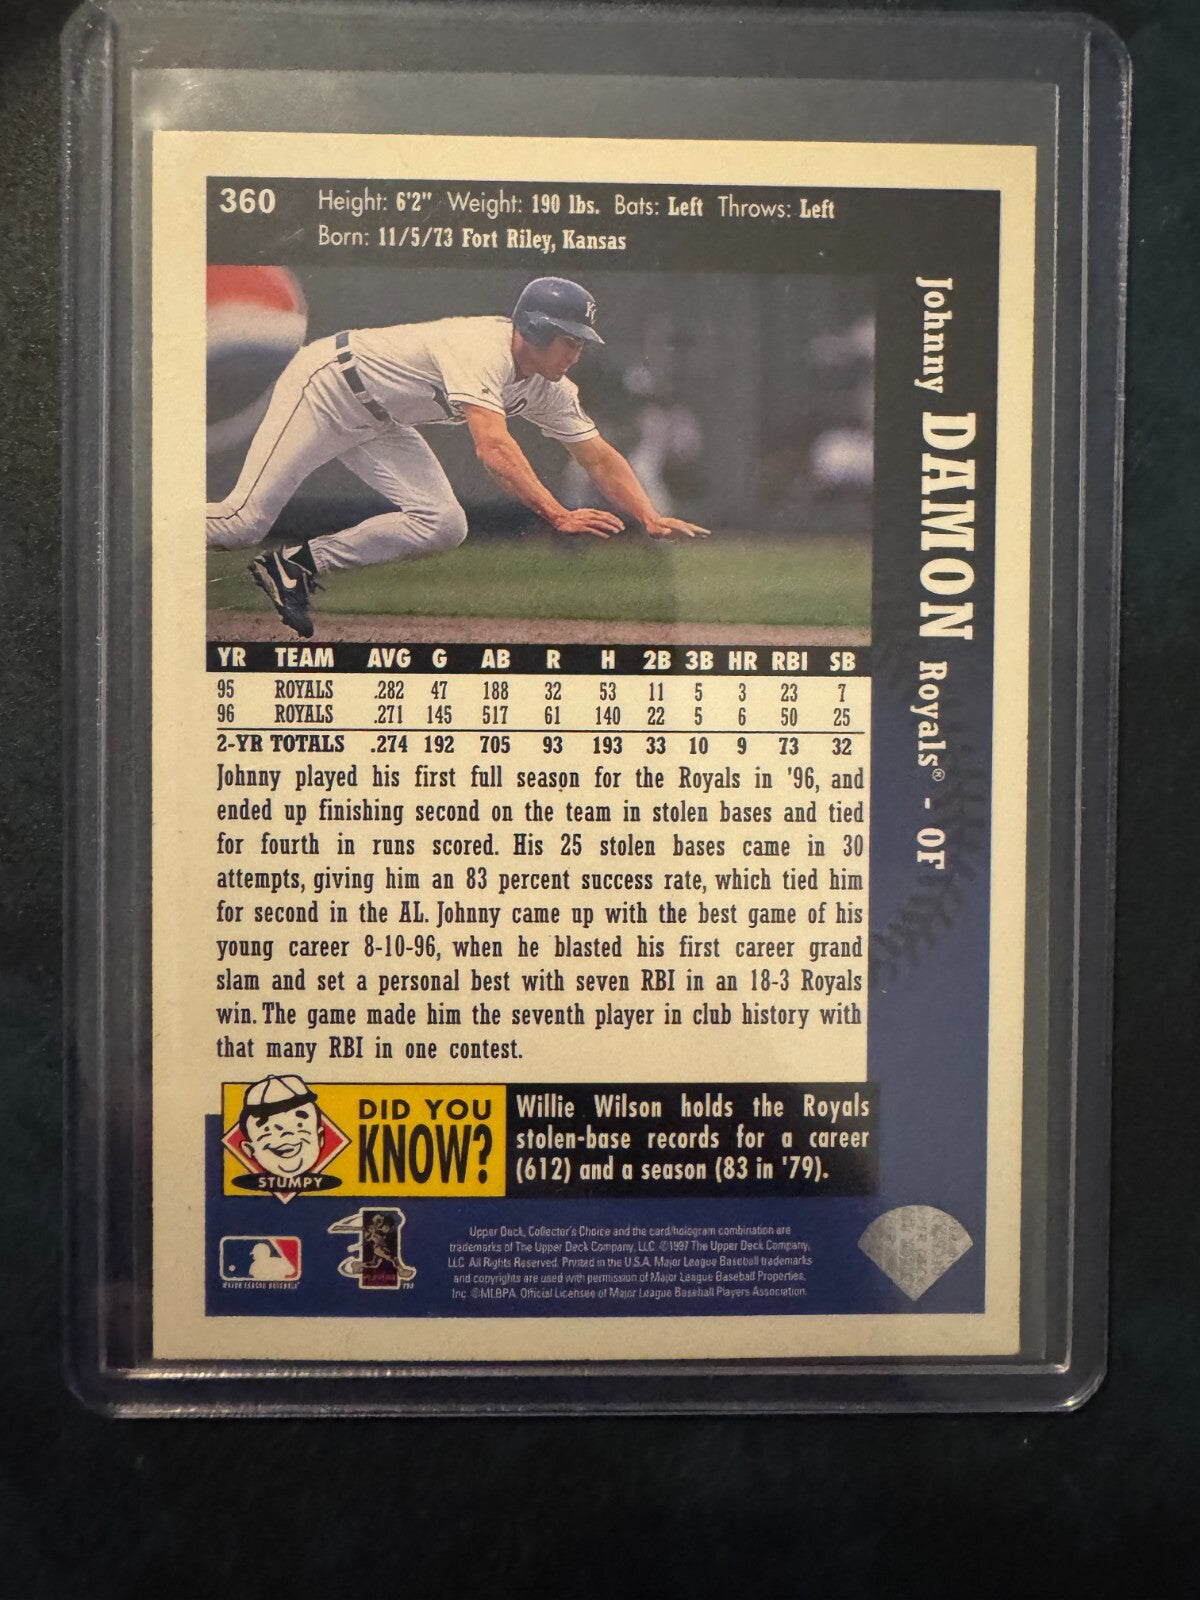 360 Height: 6'2" Weight: 190 lbs. Bats: Left Throws: Left
Born: 11/5/73 Fort Riley, Kansas
Johnny DAMON Royals® - OF
YR TEAM AVG G AB R H 2B 3B HR RBI SB
95 ROYALS .282 47 188 32 53 11 5 3 23 7
96 ROYALS .271 145 517 61 140 22 5 6 50 25
2-YR TOTALS .274 192 705 93 193 33 10 9 73 32
Johnny played his first full season for the Royals in '96, and
ended up finishing second on the team in stolen bases and tied
for fourth in runs scored. His 25 stolen bases came in 30
attempts, giving him an 83 percent success rate, which tied him
for second in the AL. Johnny came up with the best game of his
young career 8-10-96, when he blasted his first career grand
slam and set a personal best with seven RBI in an 18-3 Royals
win. The game made him the seventh player in club history with
that many RBI in one contest.
STUMPY
DID YOU
KNOW?
Willie Wilson holds the Royals
stolen-base records for a career
(612) and a season (83 in '79).
MAJOR LEAGUE BASEBALL
PLAYERS
Upper Deck, Collector's Choice and the card/hologram combination are
trademarks of The Upper Deck Company, LLC. ©1997 The Upper Deck Company,
LLC. All Rights Reserved. Printed in the U.S.A. Major League Baseball trademarks
and copyrights are used with permission of Major League Baseball Properties,
Inc. ©MLBPA. Official Licensee of Major League Baseball Players Association.